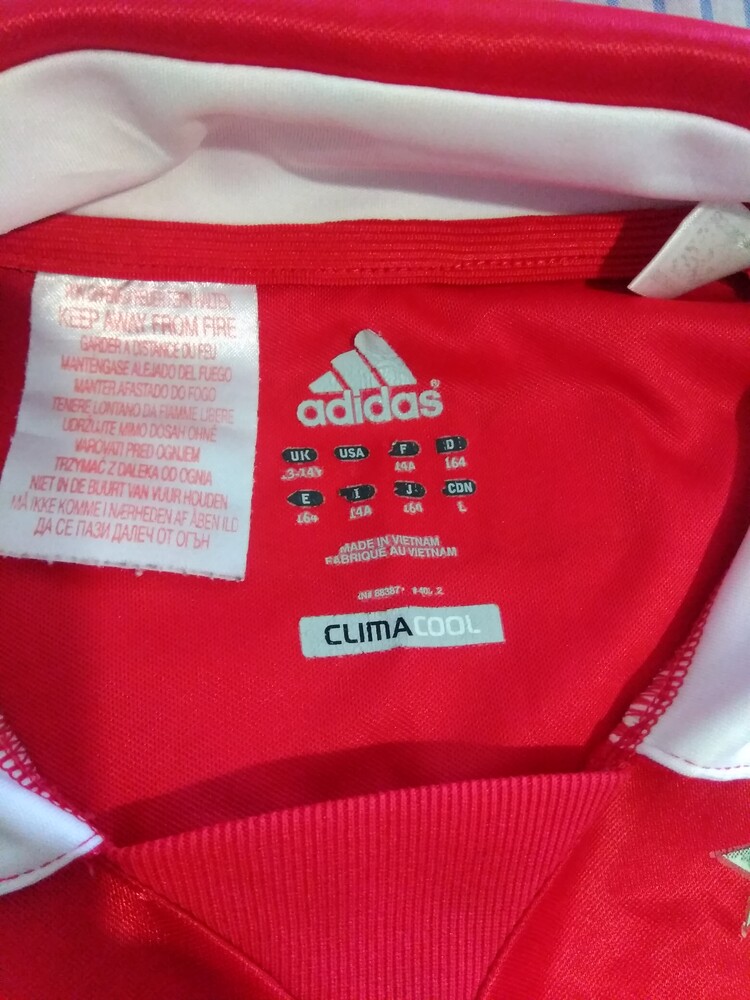 KEEP AWAY FROM FIRE
GARDER A DISTANCE DU FEU
MANTENGASE ALEJADO DEL FUEGO
MANTER AFASTADO DO FOGO
TENERE LONTANO DA FIAMME LIBERE
UDRŽUJTE MIMO DOSAH OHNĚ
VAROVATI PRED OGNJEM
TRZYMAĆ Z DALEKA OD OGNIA
NIET IN DE BUURT VAN VUUR HOUDEN
MÅ IKKE KOMME I NÆRHEDEN AF ÅBEN ILD
ДА СЕ ПАЗИ ДАЛЕЧ ОТ ОГЪН
adidas®
UK USA F D
14A 164
E I J CDN
164 14A 164 L
MADE IN VIETNAM
FABRIQUE AU VIETNAM
CLIMACOOL